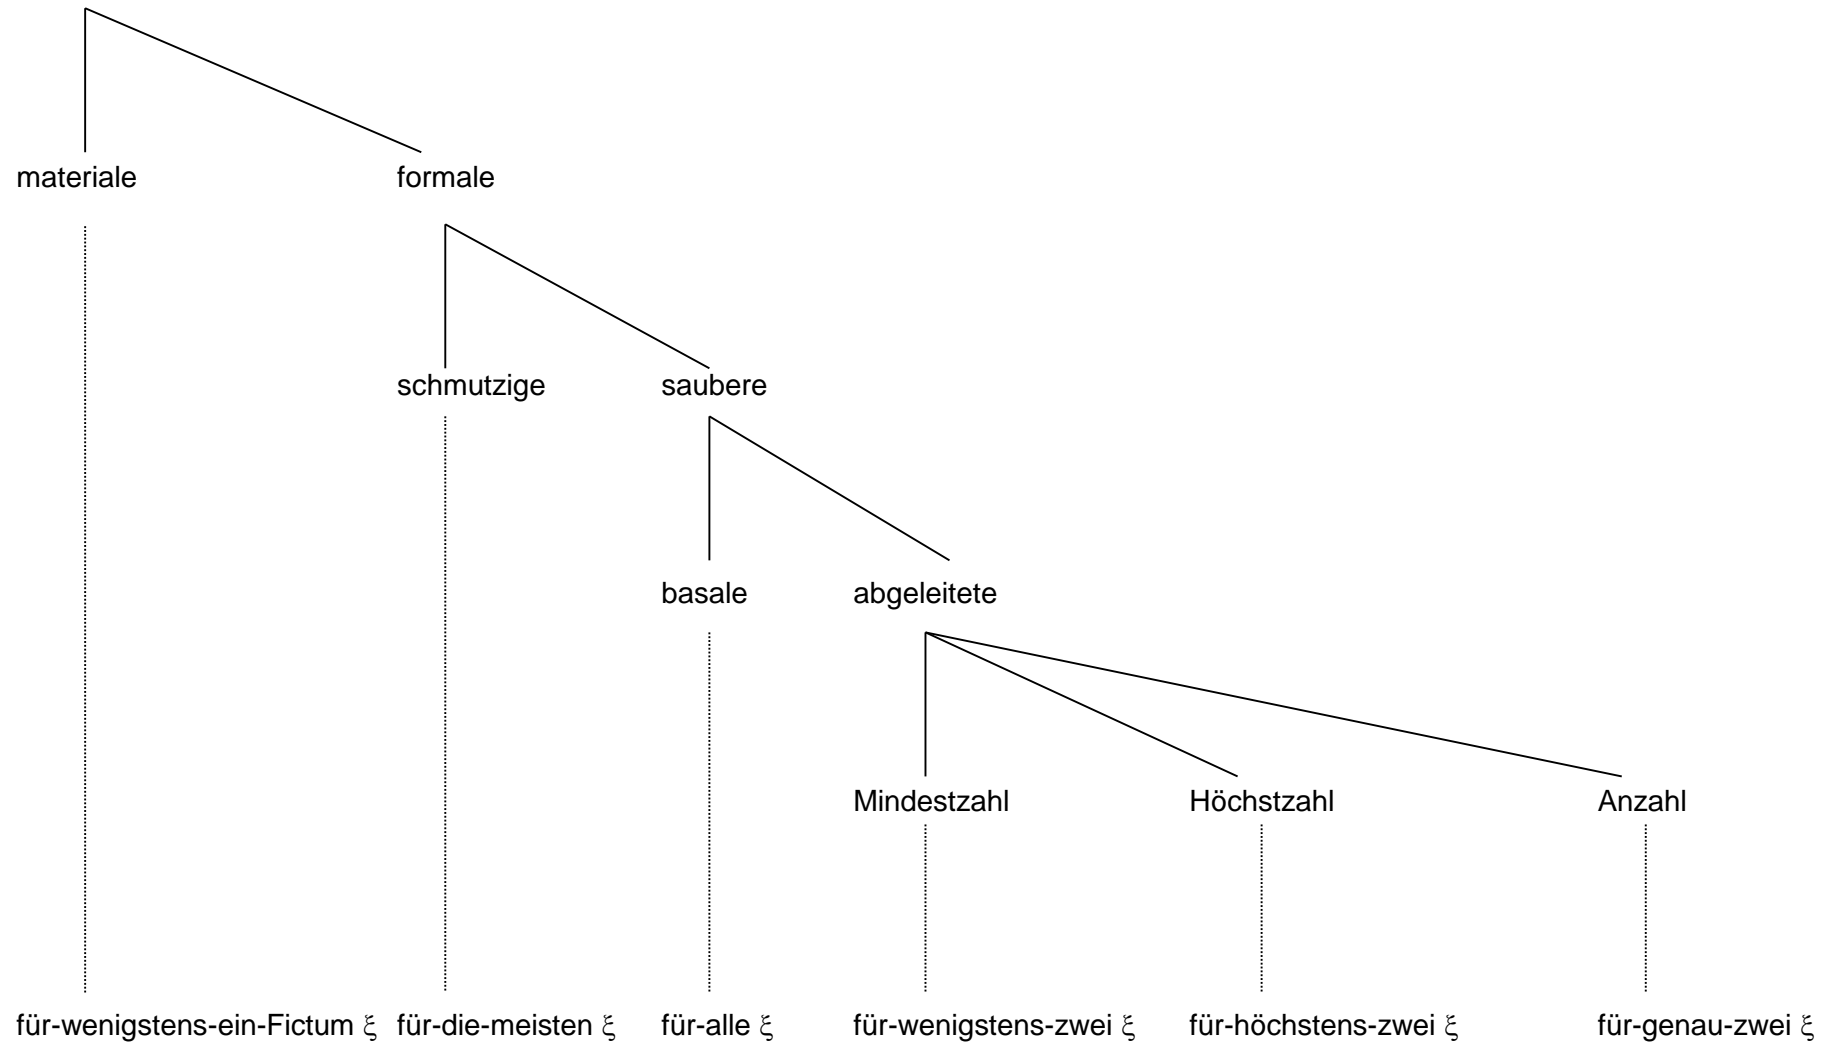 materiale formale
schmutzige saubere
basale abgeleitete
Mindestzahl Höchstzahl Anzahl
für-wenigstens-ein-Fictum ξ für-die-meisten ξ für-alle ξ für-wenigstens-zwei ξ für-höchstens-zwei ξ für-genau-zwei ξ